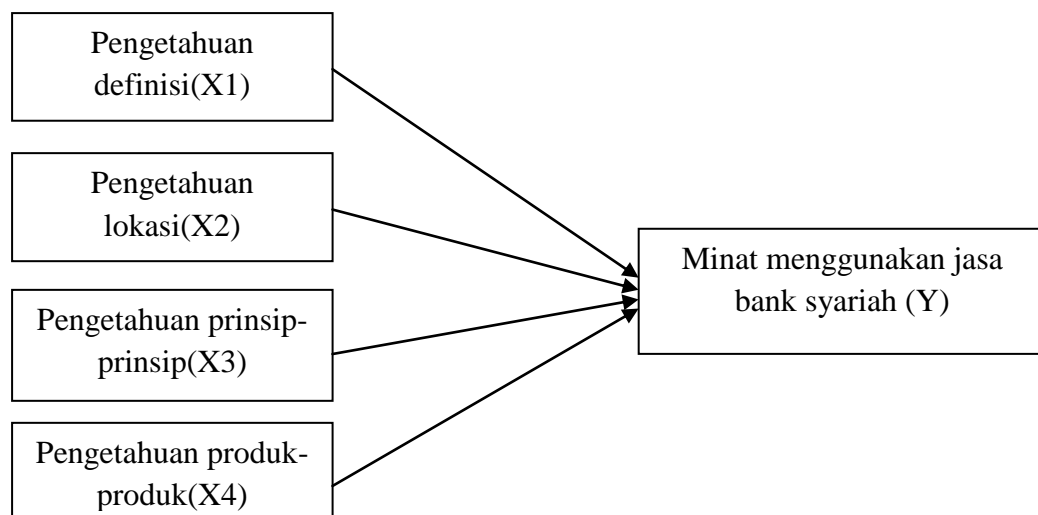 Pengetahuan
definisi(X1)
Pengetahuan
lokasi(X2)
Pengetahuan prinsip-
prinsip(X3)
Pengetahuan produk-
produk(X4)
Minat menggunakan jasa
bank syariah (Y)